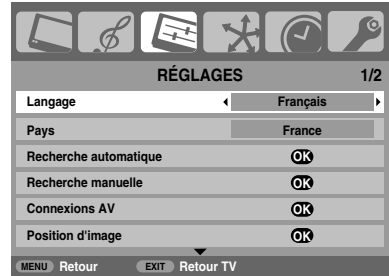 RÉGLAGES 1/2
Langage Français
Pays France
Recherche automatique OK
Recherche manuelle OK
Connexions AV OK
Position d'image OK
MENU Retour EXIT Retour TV